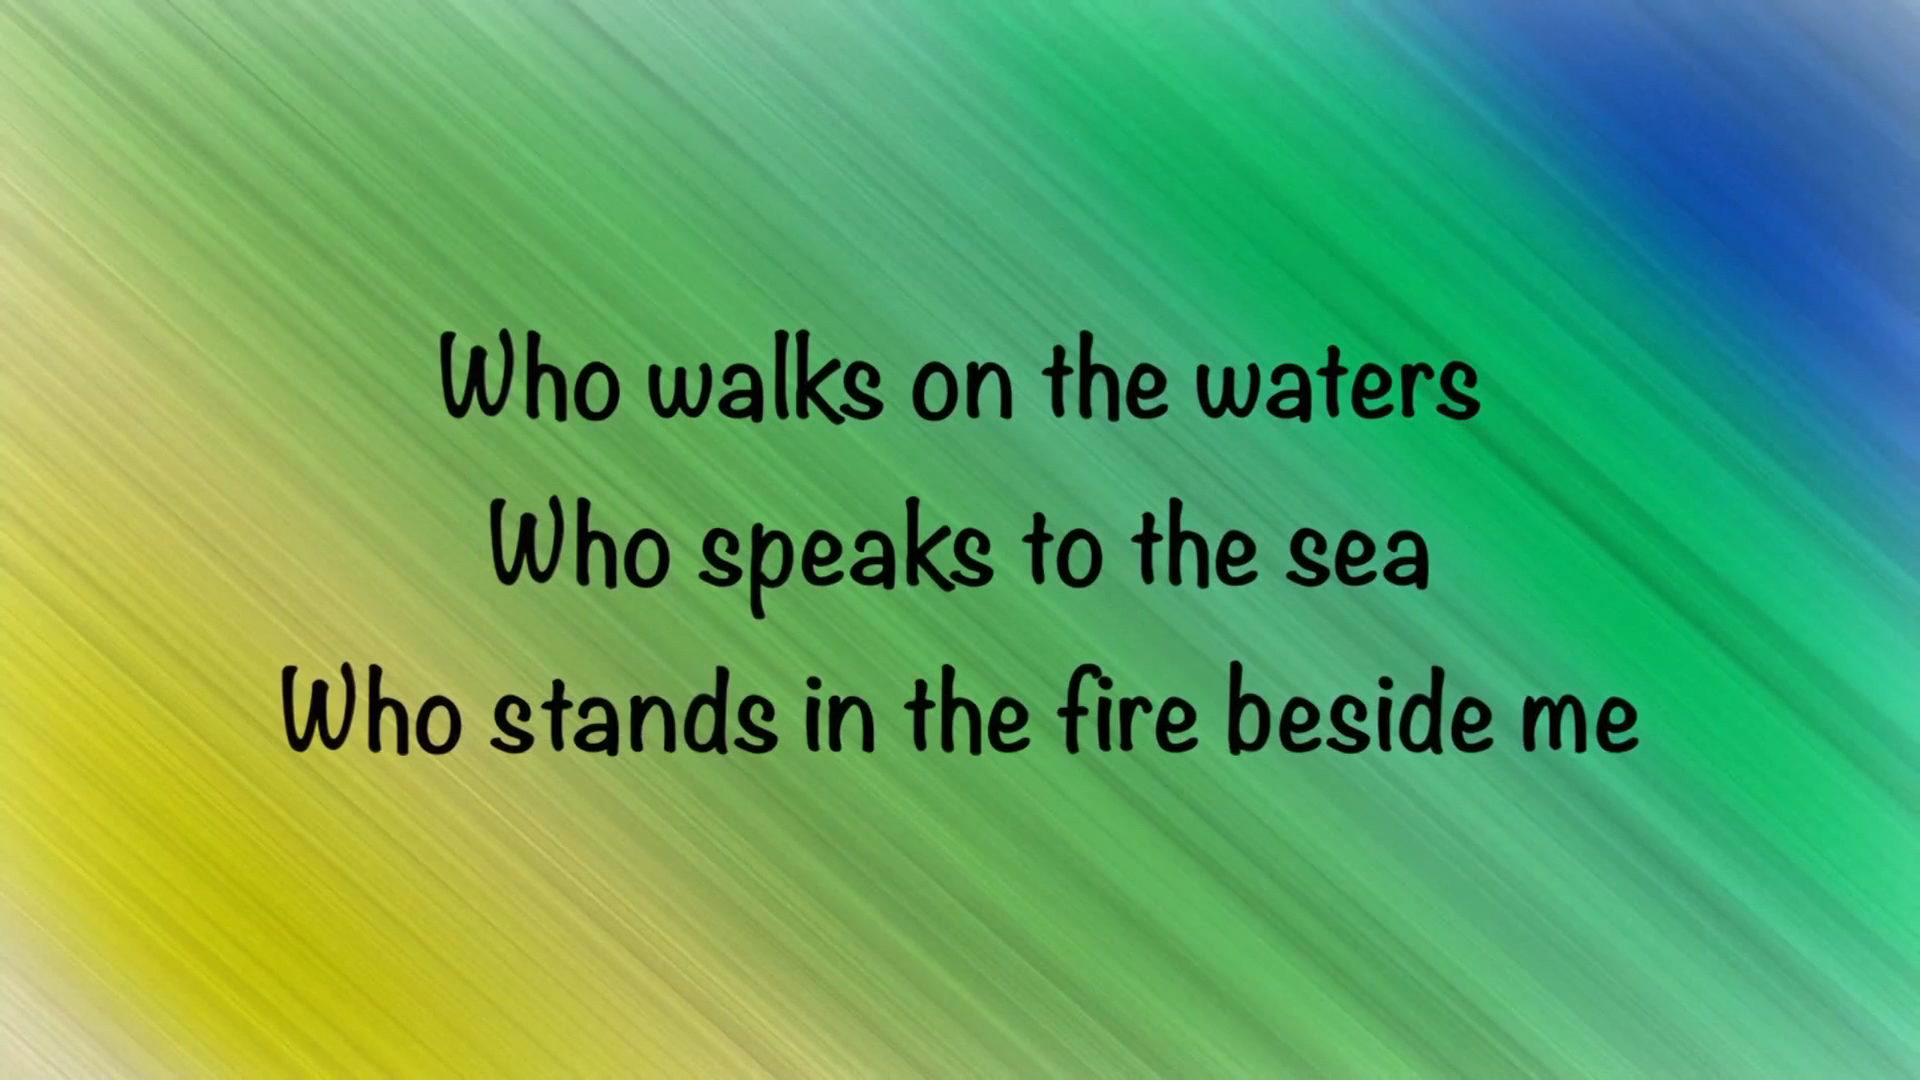 Who walks on the waters
Who speaks to the sea
Who stands in the fire beside me